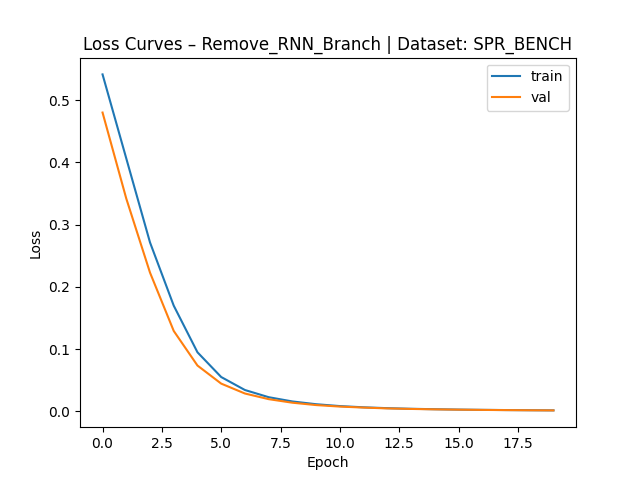 Loss Curves – Remove_RNN_Branch | Dataset: SPR_BENCH
train
val
Loss
0.5
0.4
0.3
0.2
0.1
0.0
0.0 2.5 5.0 7.5 10.0 12.5 15.0 17.5
Epoch